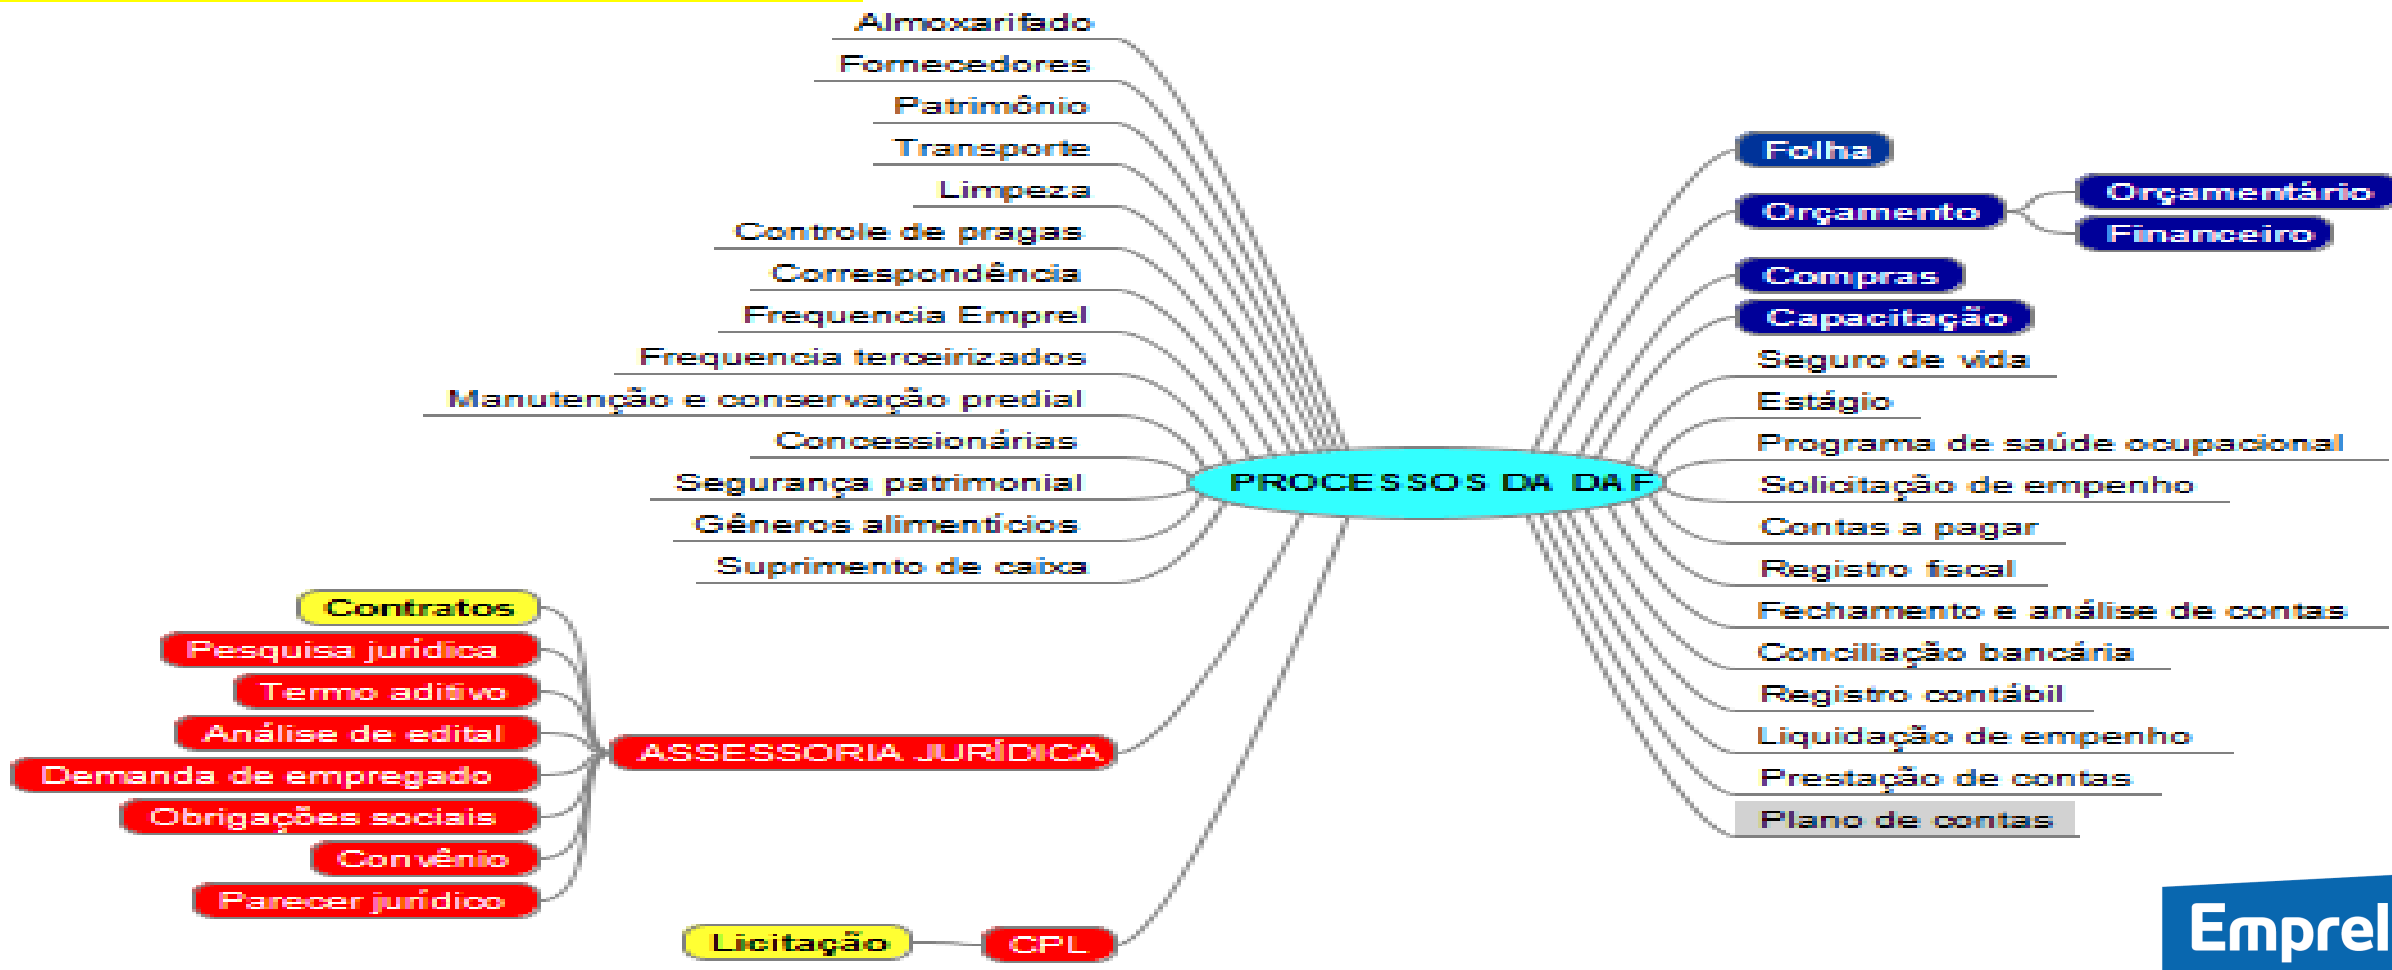 Almoxarifado
Fornecedores
Patrimônio
Transporte
Limpeza
Controle de pragas
Correspondência
Frequencia Emprel
Frequencia terceirizados
Manutenção e conservação predial
Concessionárias
Segurança patrimonial
Gêneros alimentícios
Suprimento de caixa
Contratos
Pesquisa jurídica
Termo aditivo
Análise de edital
Demanda de empregado
Obrigações sociais
Convênio
Parecer jurídico
ASSESSORIA JURÍDICA
Licitação
CPL
PROCESSOS DA DAF
Folha
Orçamento
Orçamentário
Financeiro
Compras
Capacitação
Seguro de vida
Estágio
Programa de saúde ocupacional
Solicitação de empenho
Contas a pagar
Registro fiscal
Fechamento e análise de contas
Conciliação bancária
Registro contábil
Liquidação de empenho
Prestação de contas
Plano de contas
Emprel